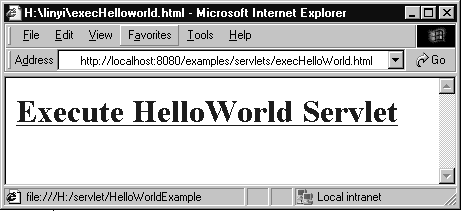 H:\linyi\execHelloworld.html - Microsoft Internet Explorer
File Edit View Favorites Tools Help
Address http://localhost:8080/examples/servlets/execHelloWorld.html Go
Execute HelloWorld Servlet
file:///H:/servlet/HelloWorldExample Local intranet